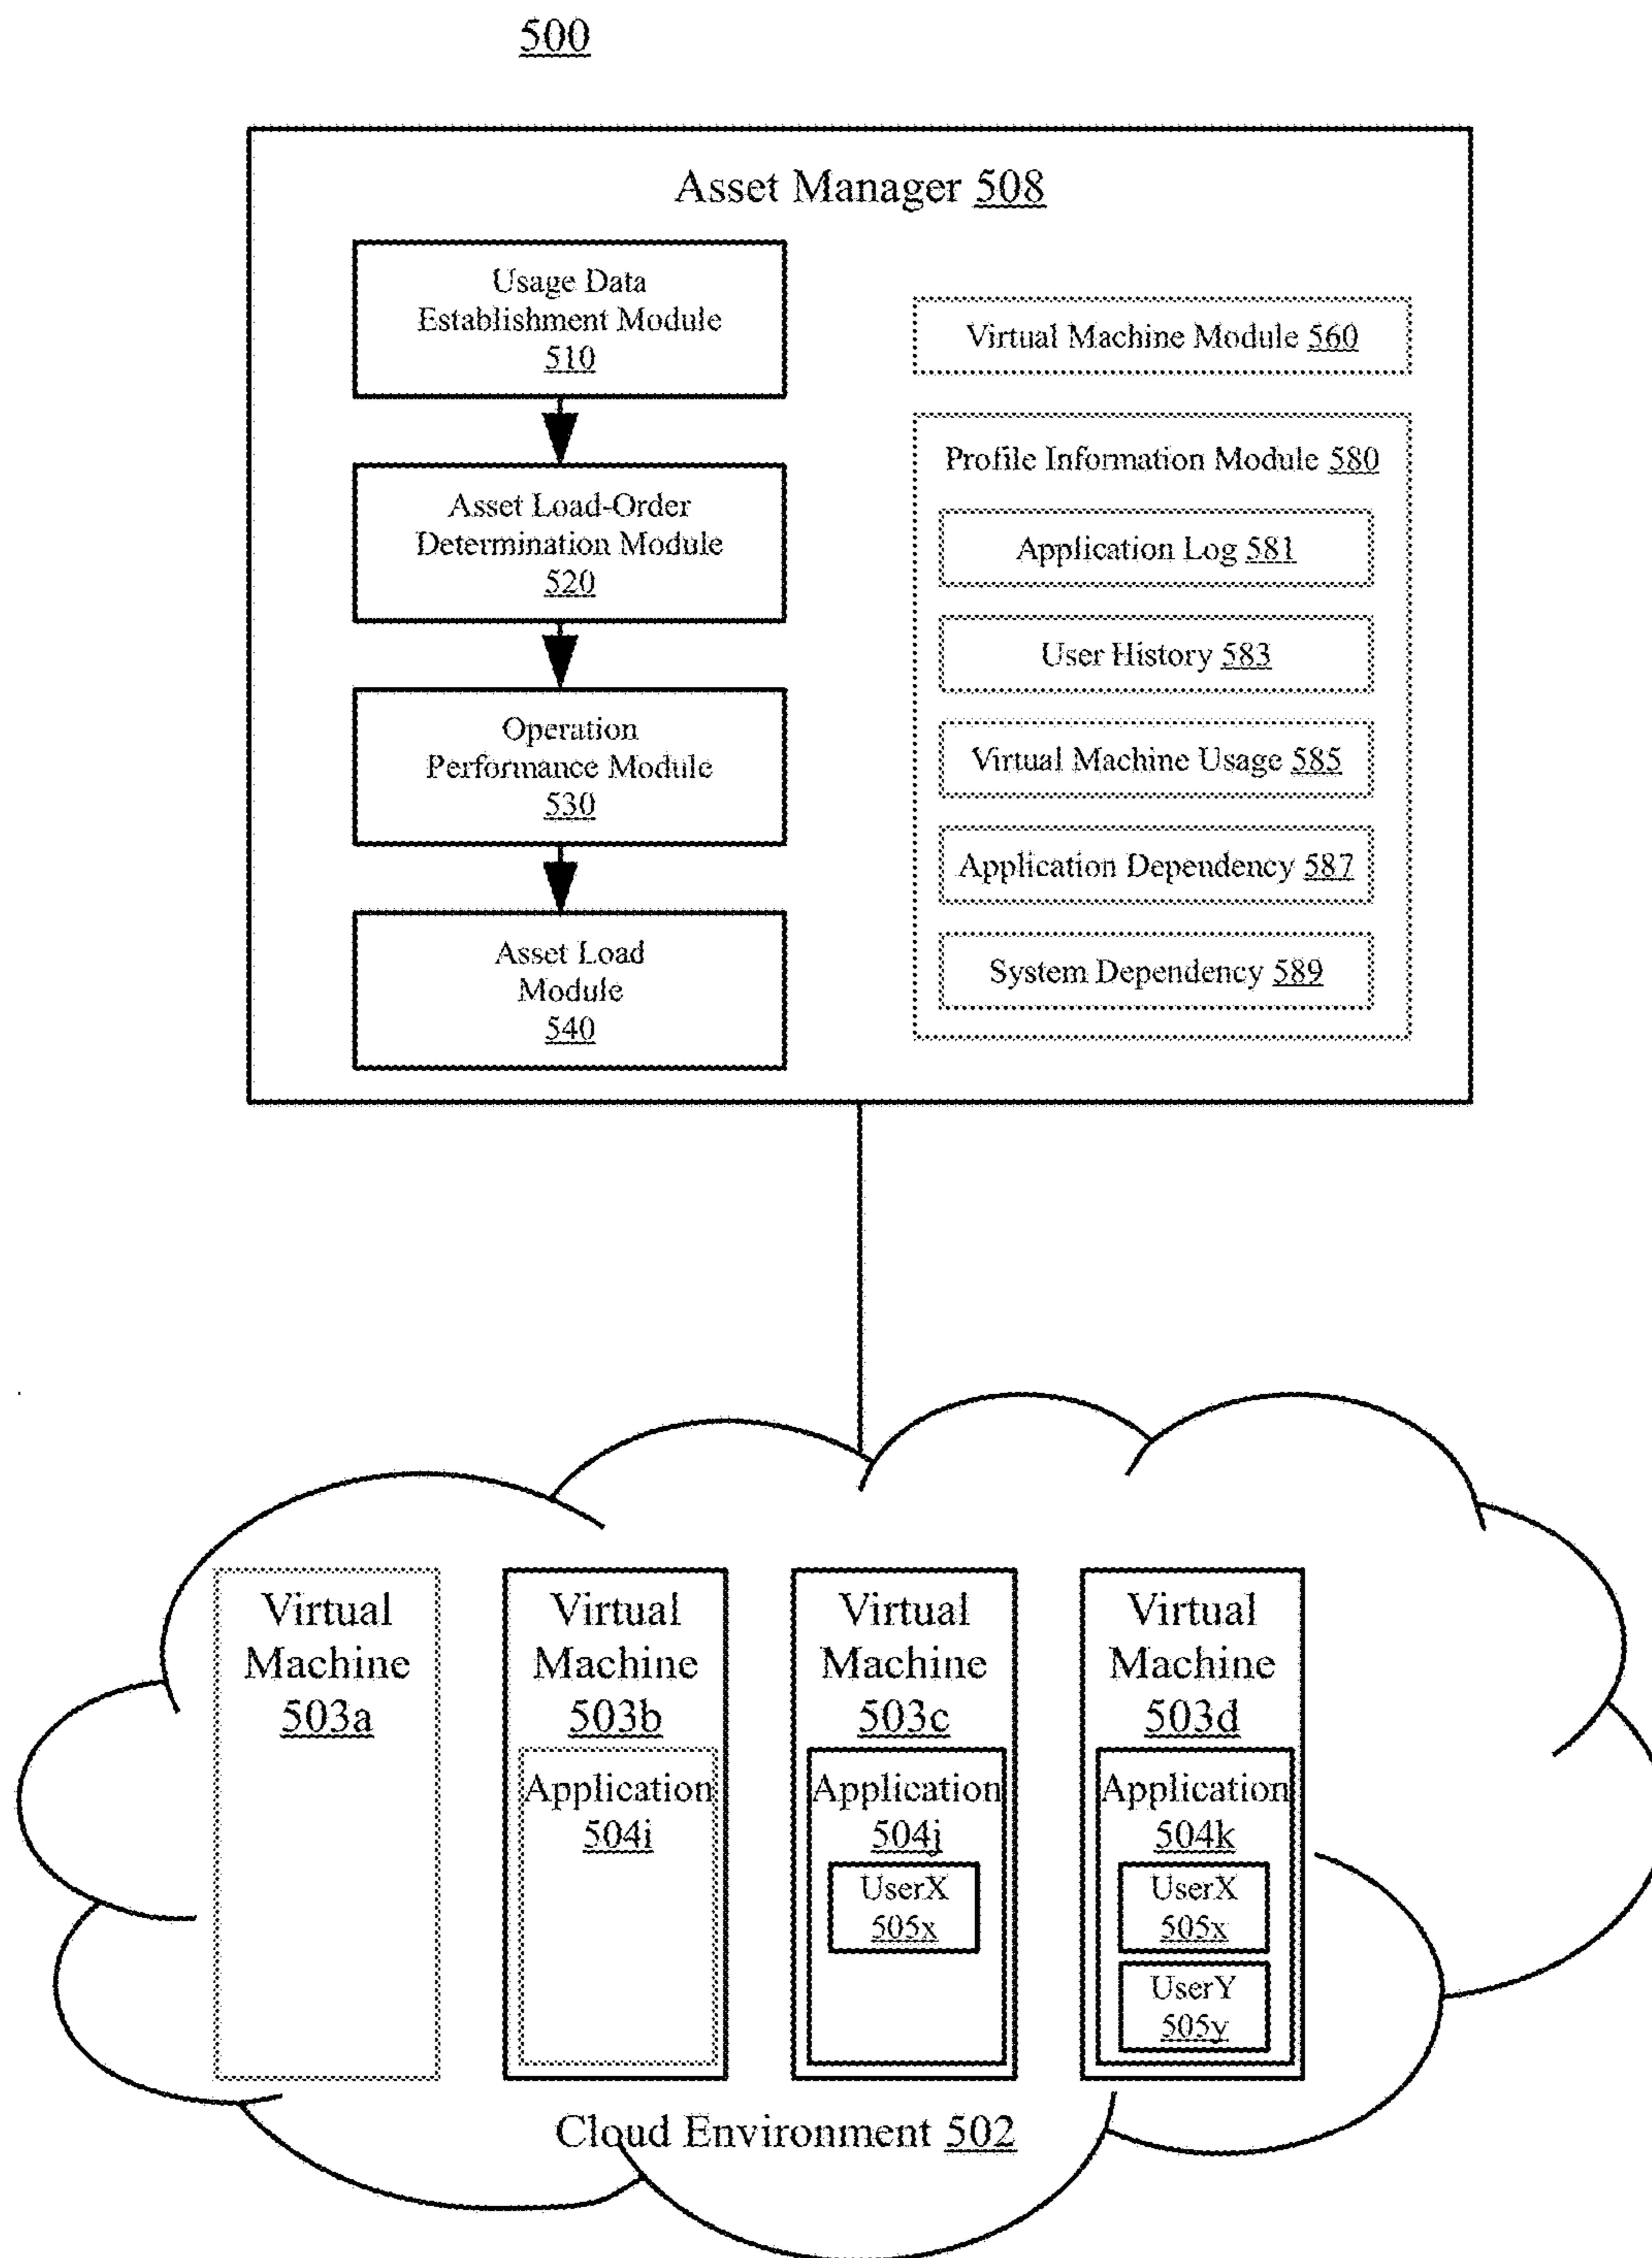 500
Asset Manager 508
Usage Data
Establishment Module
510
Asset Load-Order
Determination Module
520
Operation
Performance Module
530
Asset Load
Module
540
Virtual Machine Module 560
Profile Information Module 580
Application Log 581
User History 583
Virtual Machine Usage 585
Application Dependency 587
System Dependency 589
Virtual
Machine
503a
Virtual
Machine
503b
Application
504i
Virtual
Machine
503c
Application
504j
UserX
505x
Virtual
Machine
503d
Application
504k
UserX
505x
UserY
505y
Cloud Environment 502